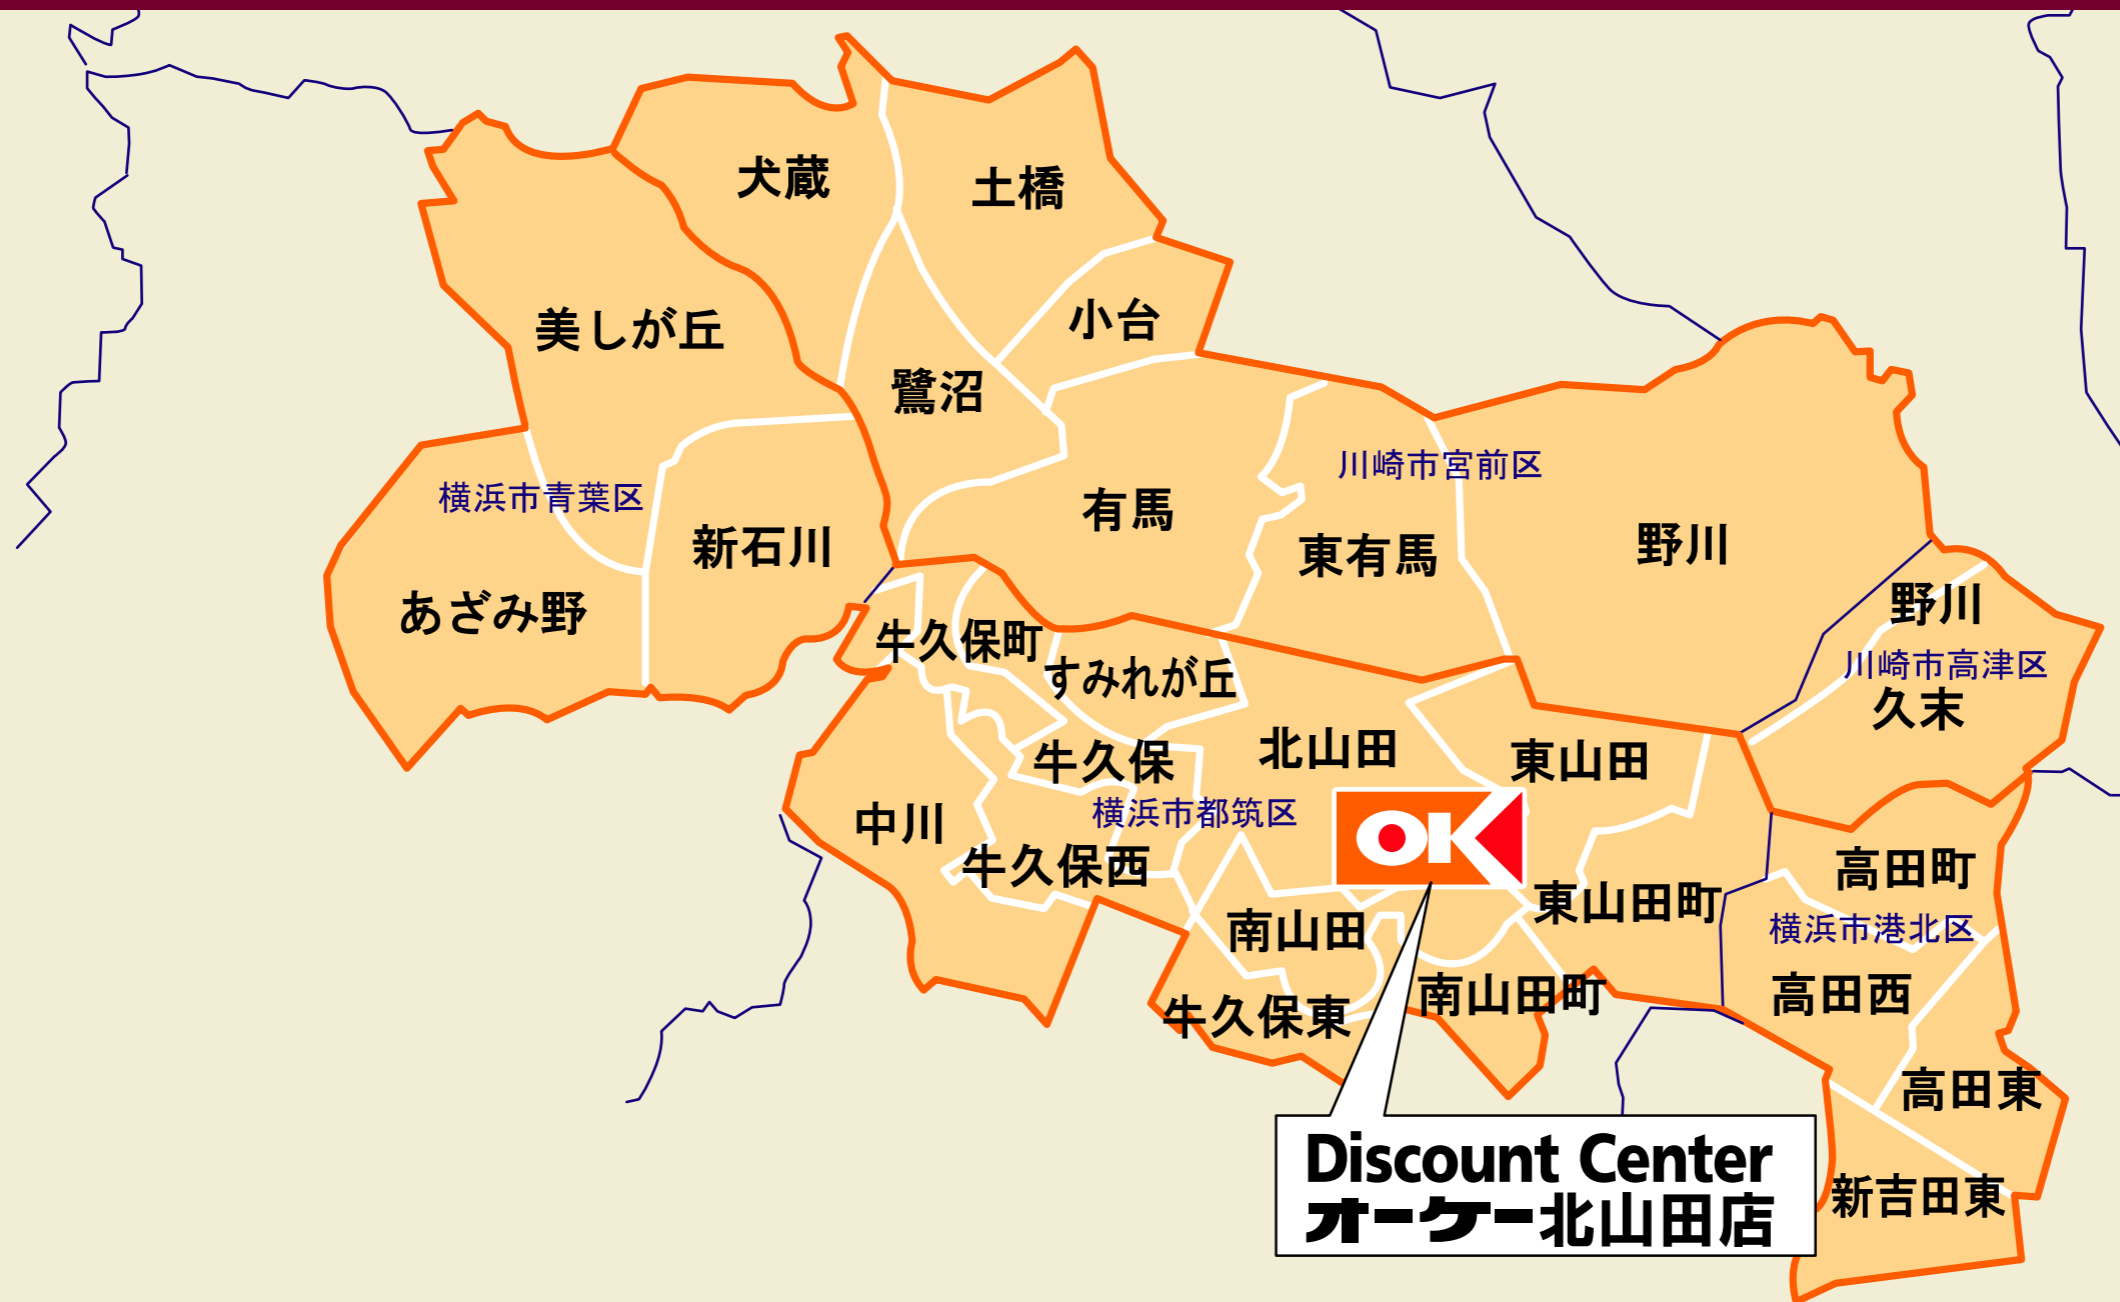 犬蔵
土橋
美しが丘
小台
鷺沼
横浜市青葉区
川崎市宮前区
有馬
新石川
東有馬
野川
あざみ野
野川
牛久保町
すみれが丘
川崎市高津区
久末
牛久保
北山田
東山田
中川
横浜市都筑区
OK
牛久保西
高田町
南山田
東山田町
横浜市港北区
牛久保東
南山田町
高田西
高田東
Discount Center
オーケー北山田店
新吉田東